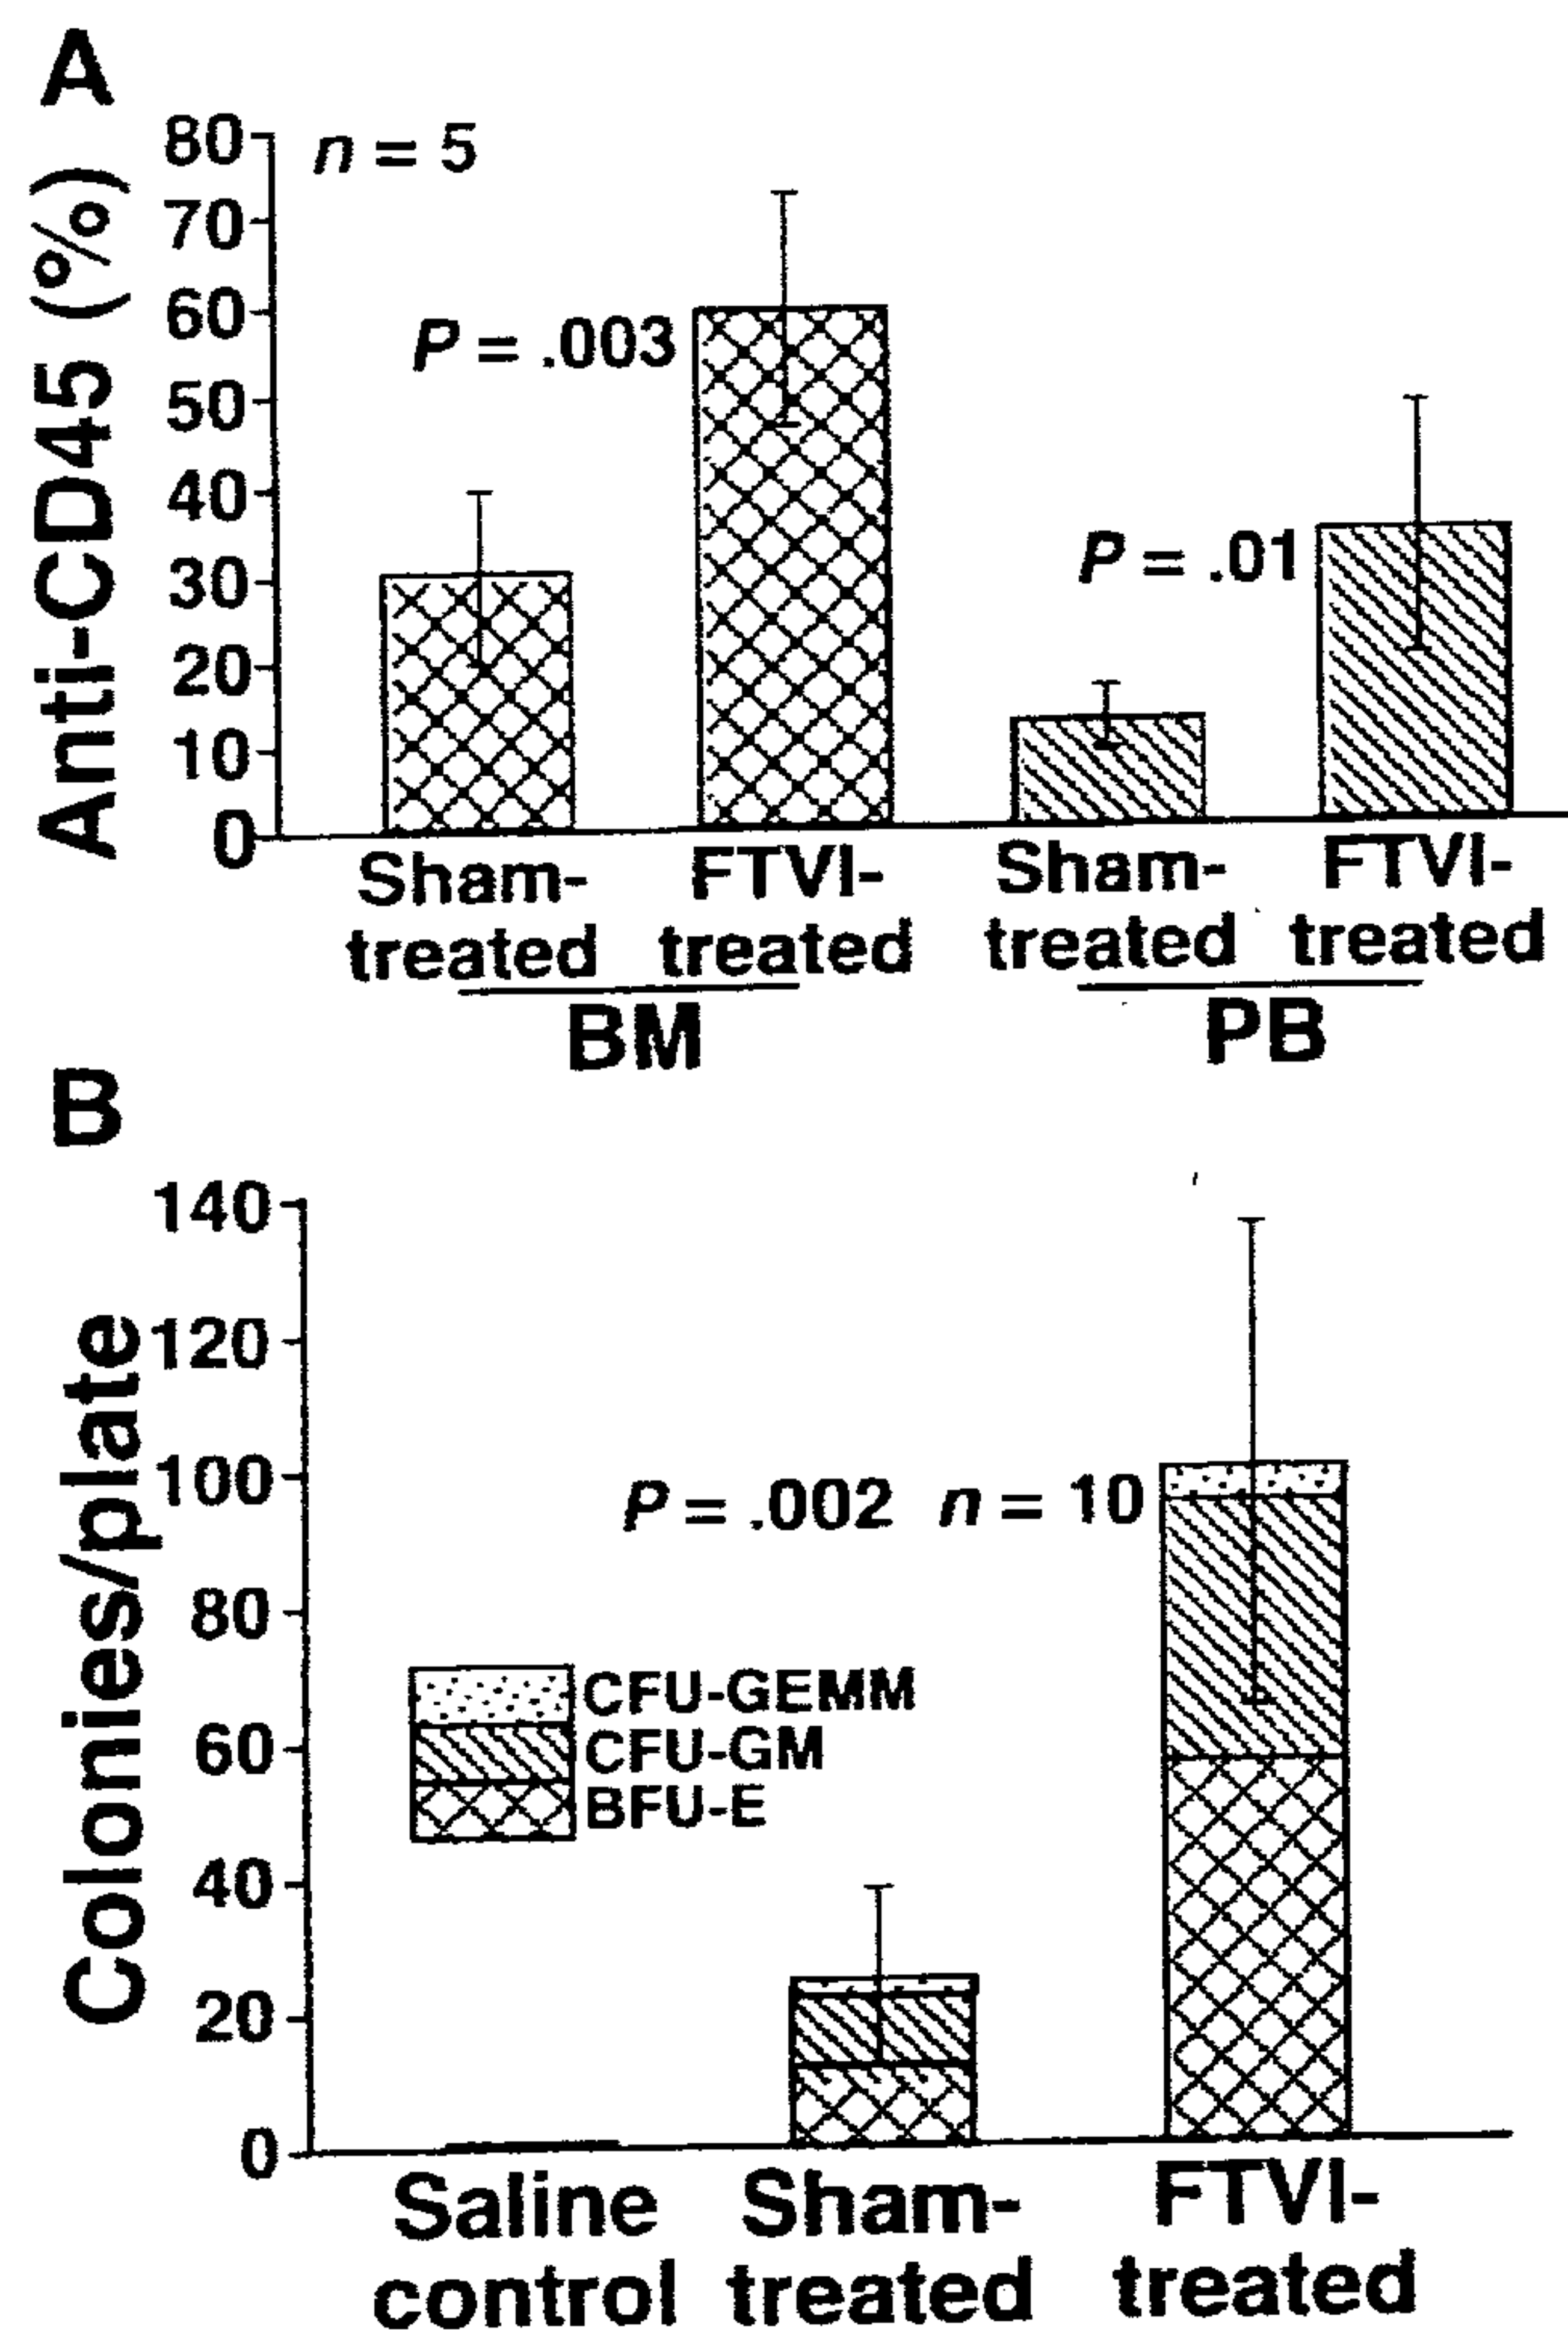 A
Anti-CD45 (%)
80
70
60
50
40
30
20
10
0
n = 5
P = .003
P = .01
Sham-treated
FTVI-treated
Sham-treated
FTVI-treated
BM
PB
B
Colonies/plate
140
120
100
80
60
40
20
0
P = .002 n = 10
CFU-GEMM
CFU-GM
BFU-E
Saline control
Sham-treated
FTVI-treated